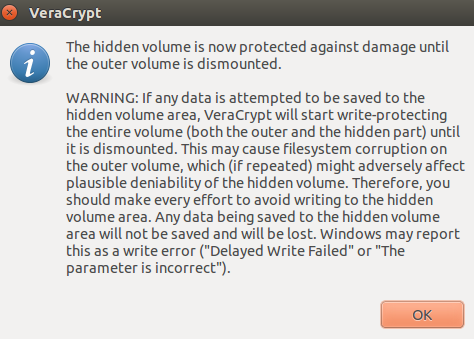 VeraCrypt
The hidden volume is now protected against damage until
the outer volume is dismounted.
WARNING: If any data is attempted to be saved to the
hidden volume area, VeraCrypt will start write-protecting
the entire volume (both the outer and the hidden part) until
it is dismounted. This may cause filesystem corruption on
the outer volume, which (if repeated) might adversely affect
plausible deniability of the hidden volume. Therefore, you
should make every effort to avoid writing to the hidden
volume area. Any data being saved to the hidden volume
area will not be saved and will be lost. Windows may report
this as a write error ("Delayed Write Failed" or "The
parameter is incorrect").
OK